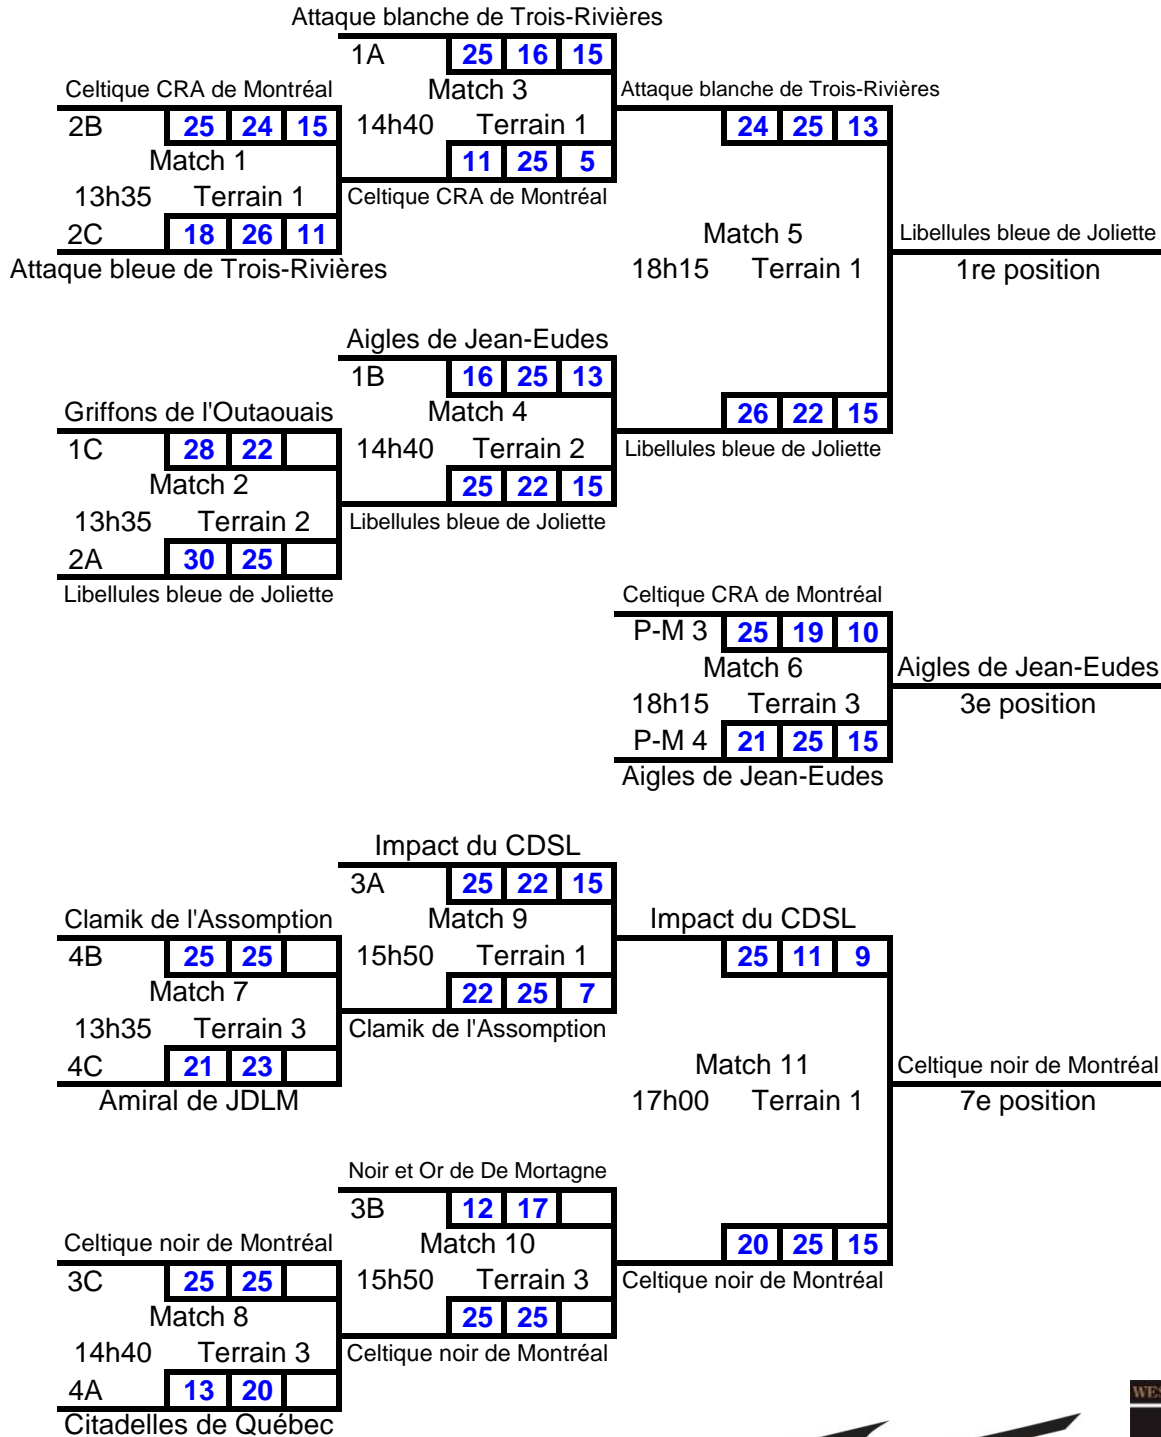 Attaque blanche de Trois-Rivières
1A 25 16 15
Celtique CRA de Montréal Match 3 Attaque blanche de Trois-Rivières
2B 25 24 15 14h40 Terrain 1 24 25 13
Match 1 11 25 5
13h35 Terrain 1 Celtique CRA de Montréal
2C 18 26 11 Match 5 Libellules bleue de Joliette
Attaque bleue de Trois-Rivières 18h15 Terrain 1 1re position
Aigles de Jean-Eudes
1B 16 25 13
Griffons de l'Outaouais Match 4 26 22 15
1C 28 22 14h40 Terrain 2 Libellules bleue de Joliette
Match 2 25 22 15
13h35 Terrain 2 Libellules bleue de Joliette
2A 30 25
Libellules bleue de Joliette Celtique CRA de Montréal
P-M 3 25 19 10
Match 6 Aigles de Jean-Eudes
18h15 Terrain 3 3e position
P-M 4 21 25 15
Aigles de Jean-Eudes
Impact du CDSL
3A 25 22 15
Clamik de l'Assomption Match 9 Impact du CDSL
4B 25 25 15h50 Terrain 1 25 11 9
Match 7 22 25 7
13h35 Terrain 3 Clamik de l'Assomption
4C 21 23 Match 11 Celtique noir de Montréal
Amiral de JDLM 17h00 Terrain 1 7e position
Noir et Or de De Mortagne
3B 12 17
Celtique noir de Montréal Match 10 20 25 15
3C 25 25 15h50 Terrain 3 Celtique noir de Montréal
Match 8 25 25
14h40 Terrain 3 Celtique noir de Montréal
4A 13 20
Citadelles de Québec